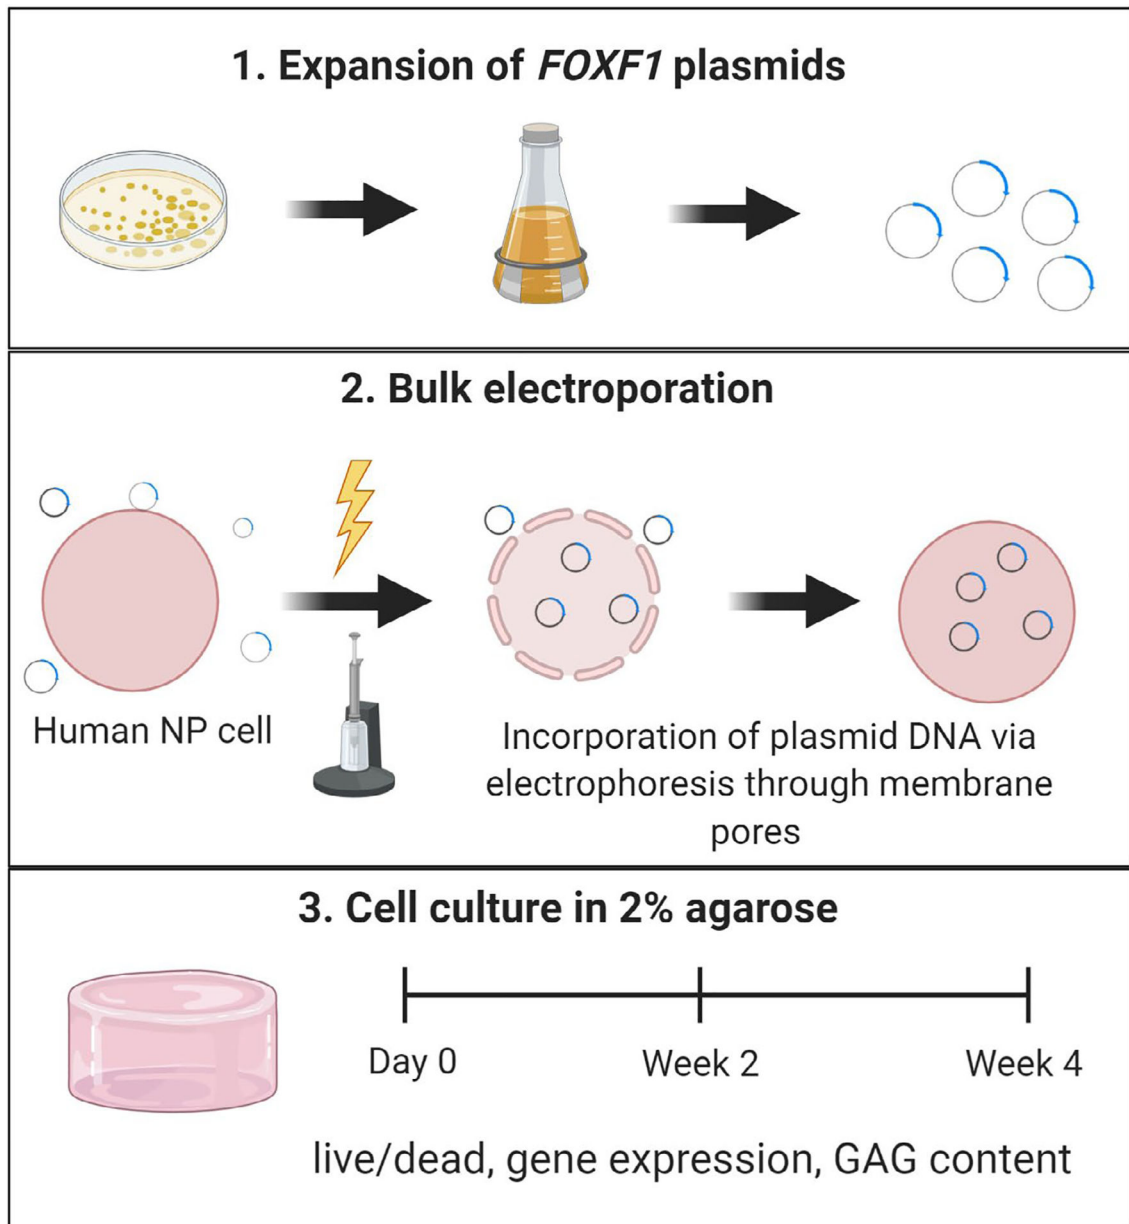 1. Expansion of FOXF1 plasmids
2. Bulk electroporation
Human NP cell
Incorporation of plasmid DNA via
electrophoresis through membrane
pores
3. Cell culture in 2% agarose
Day 0
Week 2
Week 4
live/dead, gene expression, GAG content